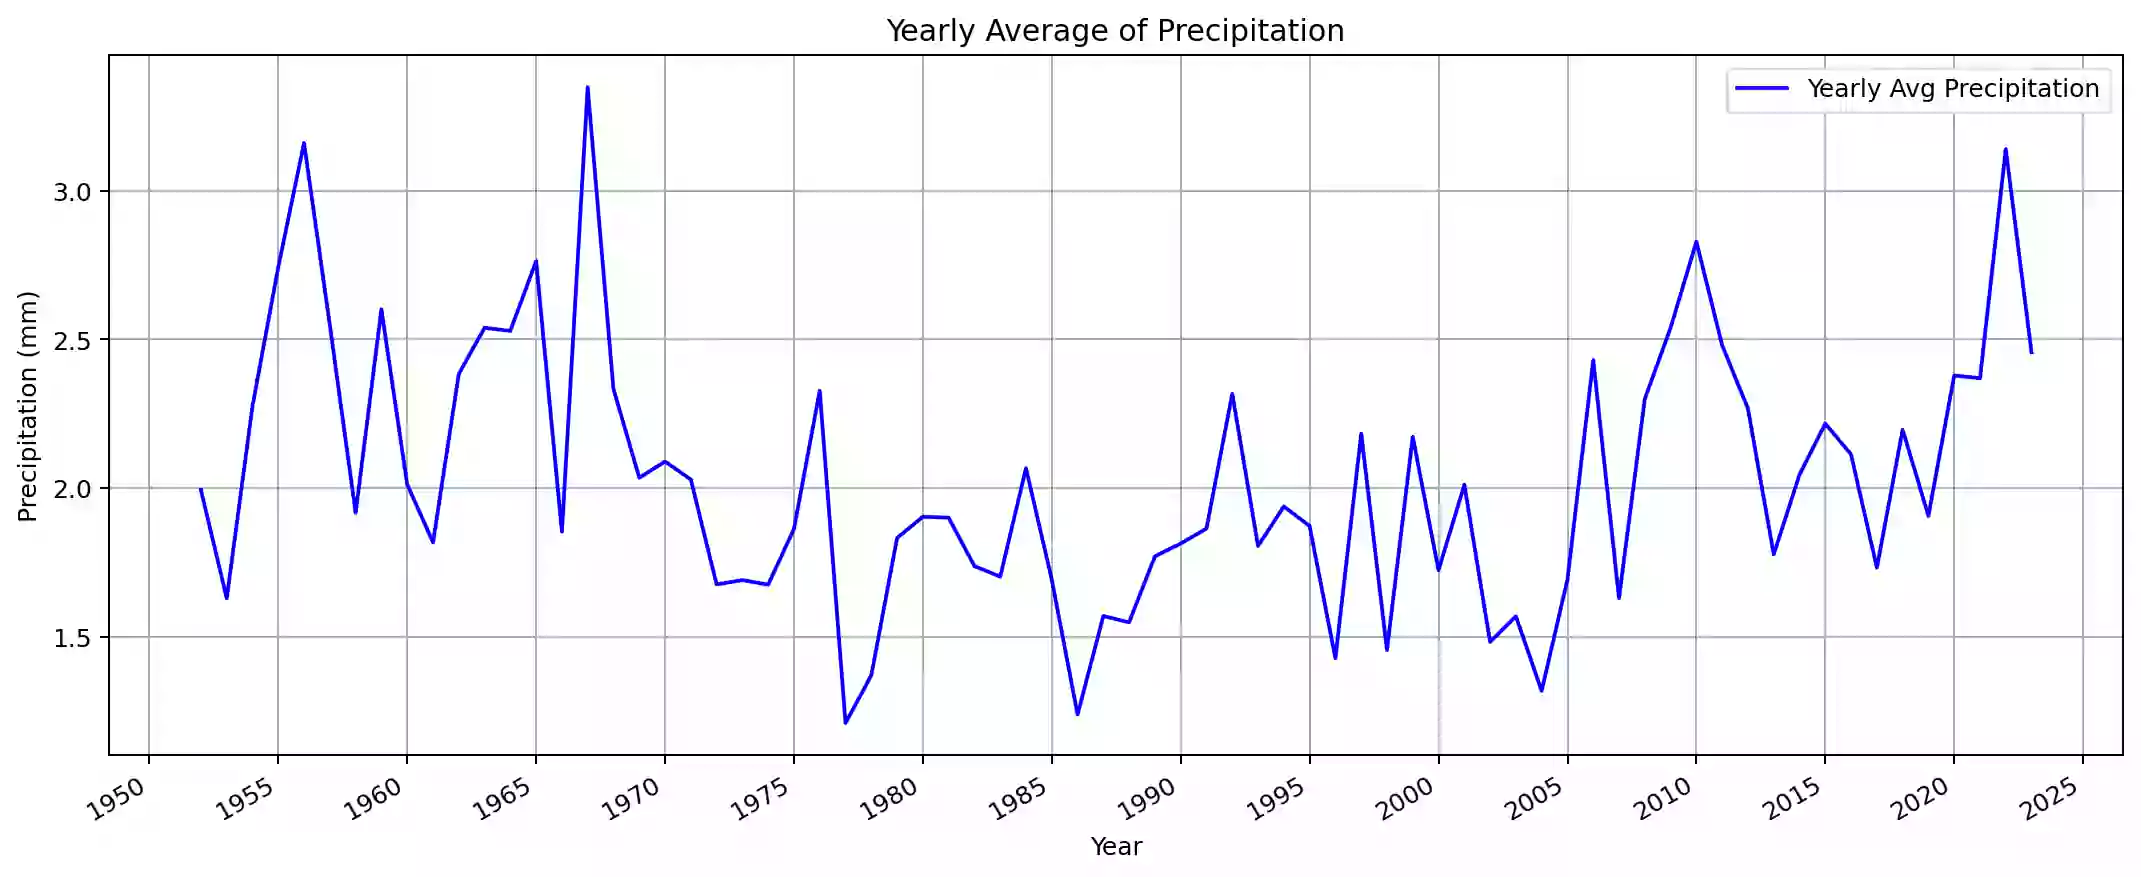 Yearly Average of Precipitation
Yearly Avg Precipitation
Precipitation (mm)
3.0
2.5
2.0
1.5
1950 1955 1960 1965 1970 1975 1980 1985 1990 1995 2000 2005 2010 2015 2020 2025
Year